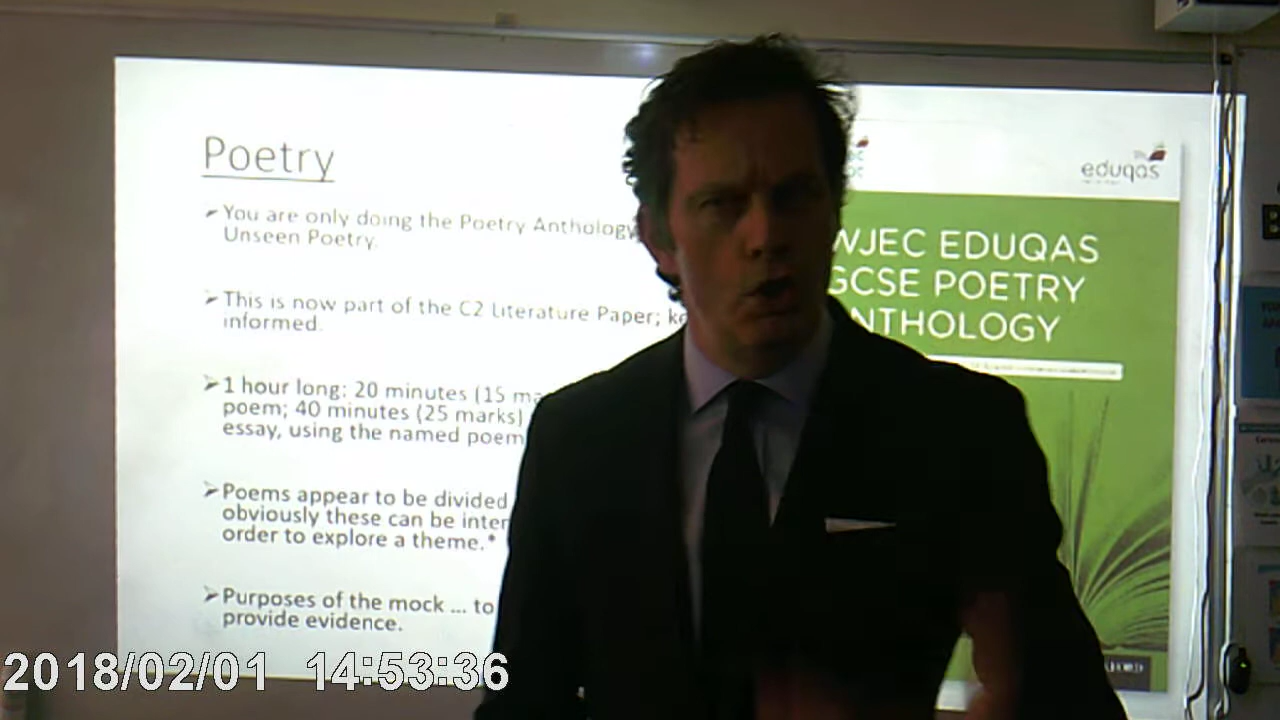 Poetry
You are only doing the Poetry Anthology
Unseen Poetry.
This is now part of the C2 Literature Paper;
informed.
1 hour long: 20 minutes (15
poem; 40 minutes (25 marks)
essay, using the named poem
Poems appear to be divided
obviously these can be
order to explore a theme.*
Purposes of the mock ... to
provide evidence.
eduqas
WJEC EDUQAS
GCSE POETRY
ANTHOLOGY
2018/02/01 14:53:36